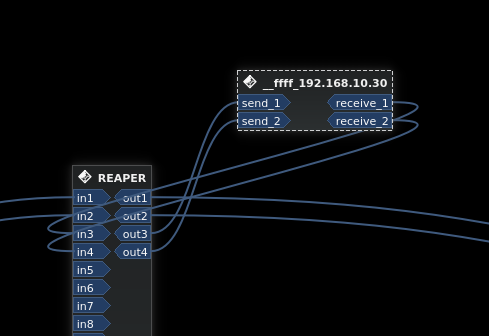 __ffff_192.168.10.30
send_1 receive_1
send_2 receive_2
REAPER
in1 out1
in2 out2
in3 out3
in4 out4
in5
in6
in7
in8